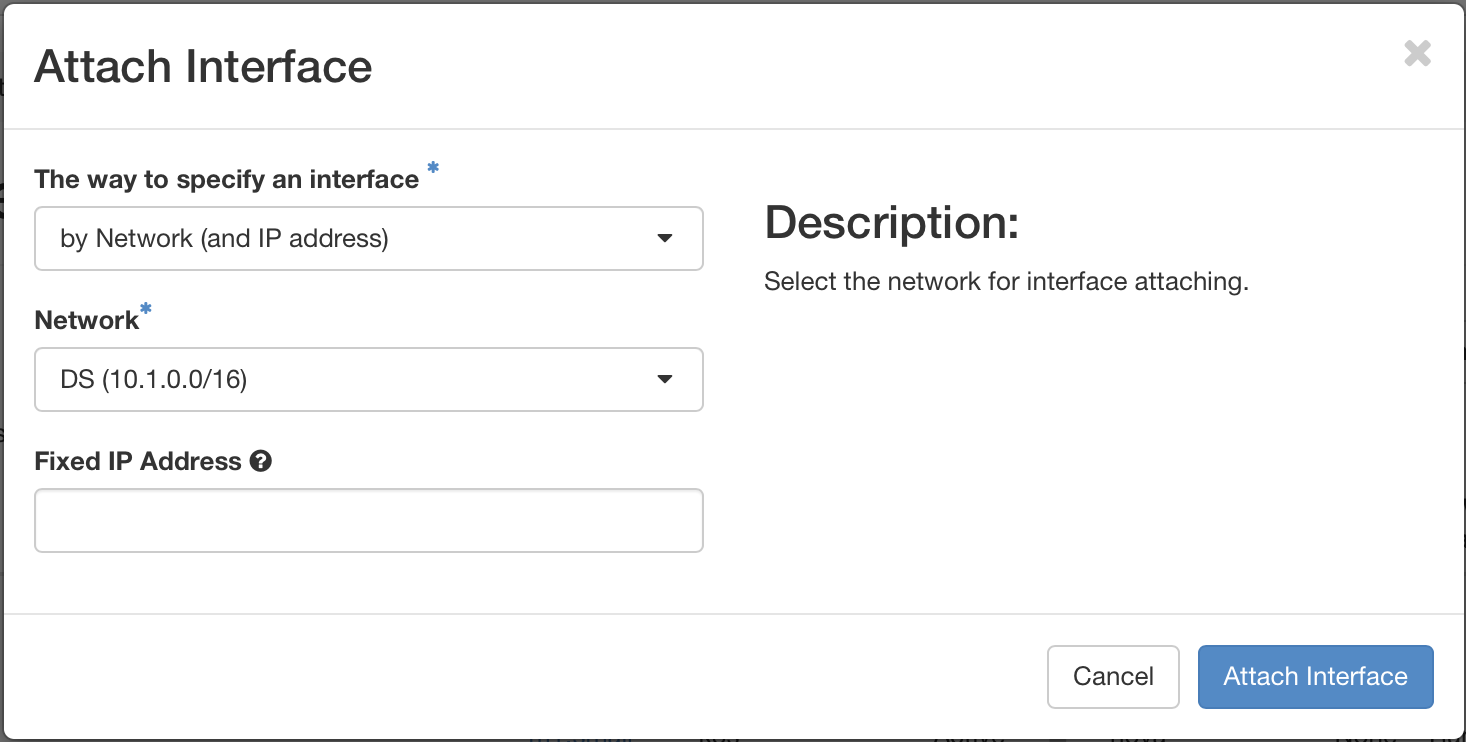 Attach Interface
The way to specify an interface *
by Network (and IP address)
Network*
DS (10.1.0.0/16)
Fixed IP Address
Description:
Select the network for interface attaching.
Cancel
Attach Interface